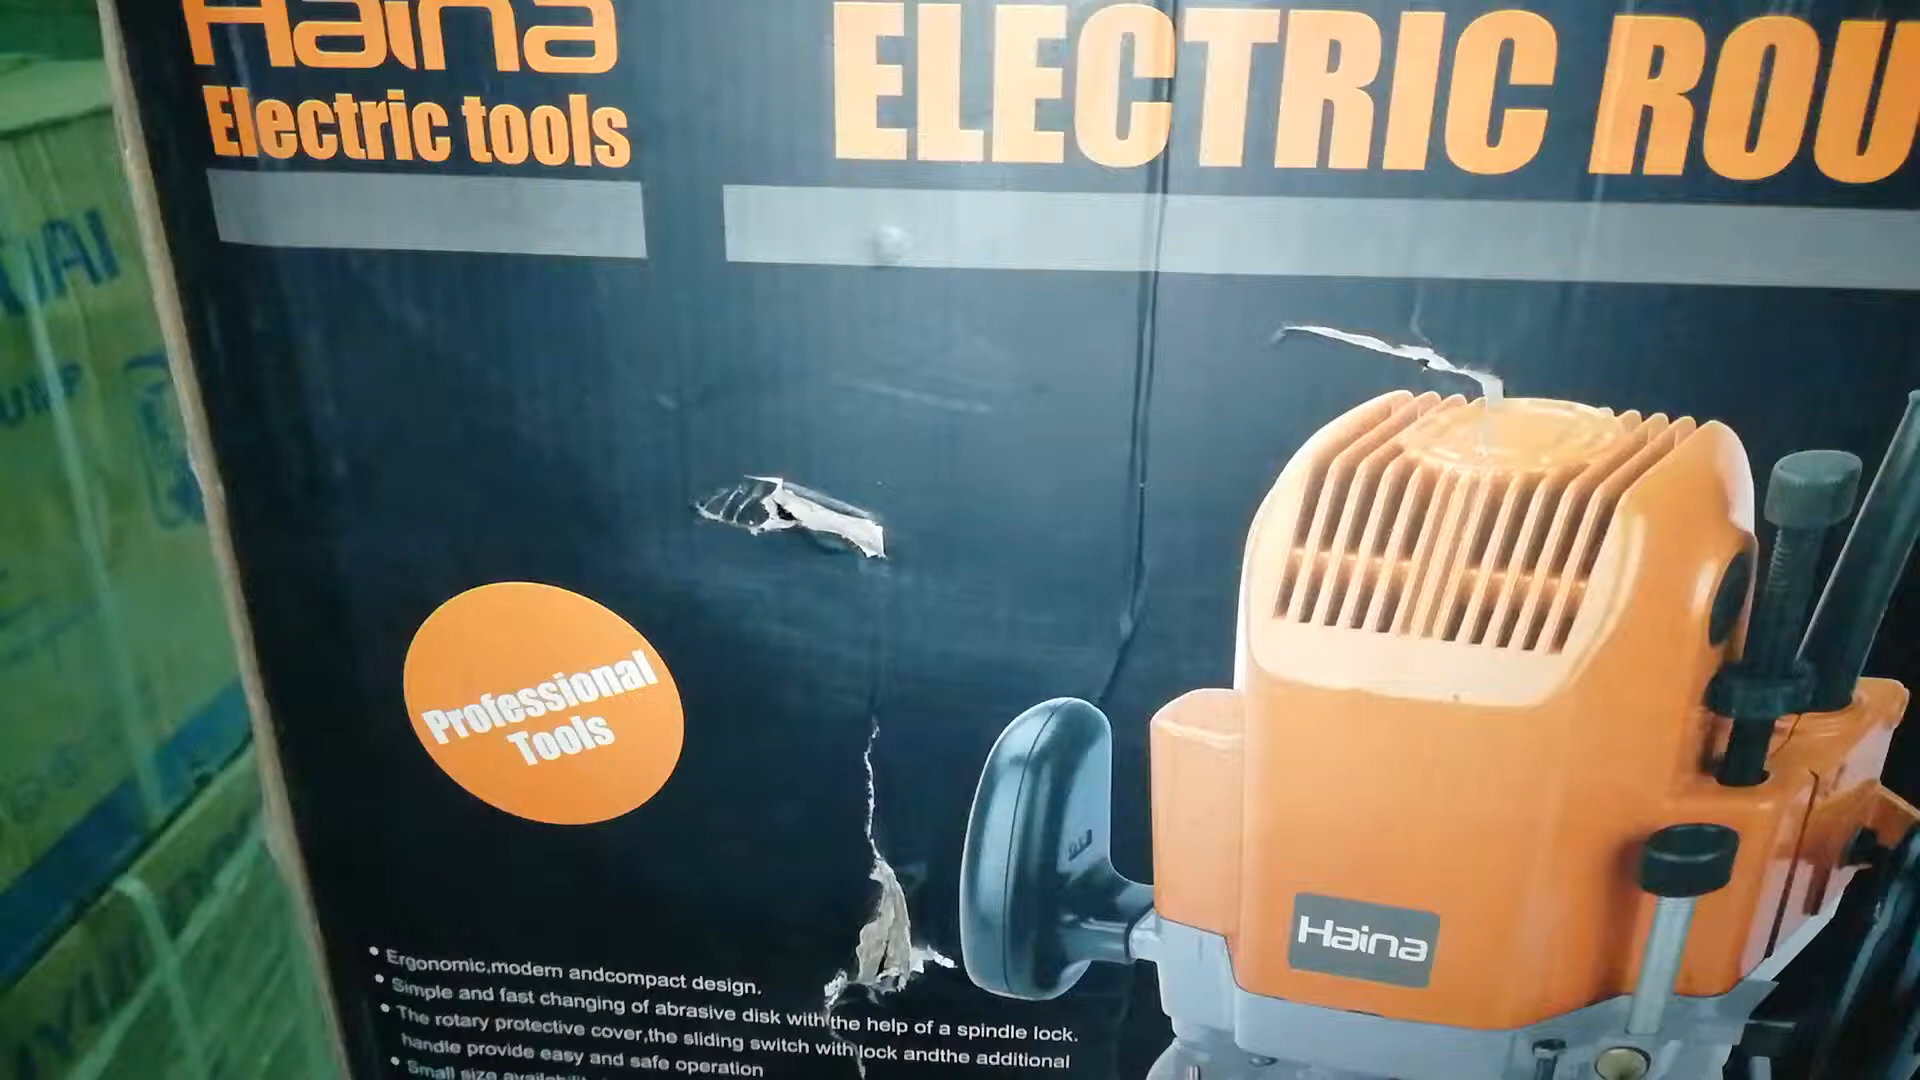 Haina
Electric tools
ELECTRIC ROU
Professional
Tools
Haina
• Ergonomic,modern andcompact design.
• Simple and fast changing of abrasive disk with the help of a spindle lock.
• The rotary protective cover,the sliding switch with lock andthe additional
handle provide easy and safe operation
• Small size